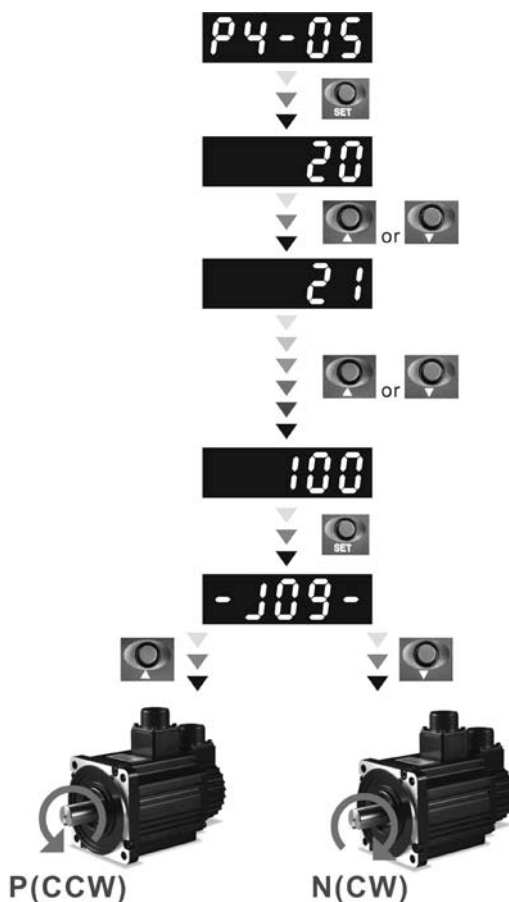 P4-05
SET
20
or
21
or
100
SET
-JOG-
P(CCW)
N(CW)